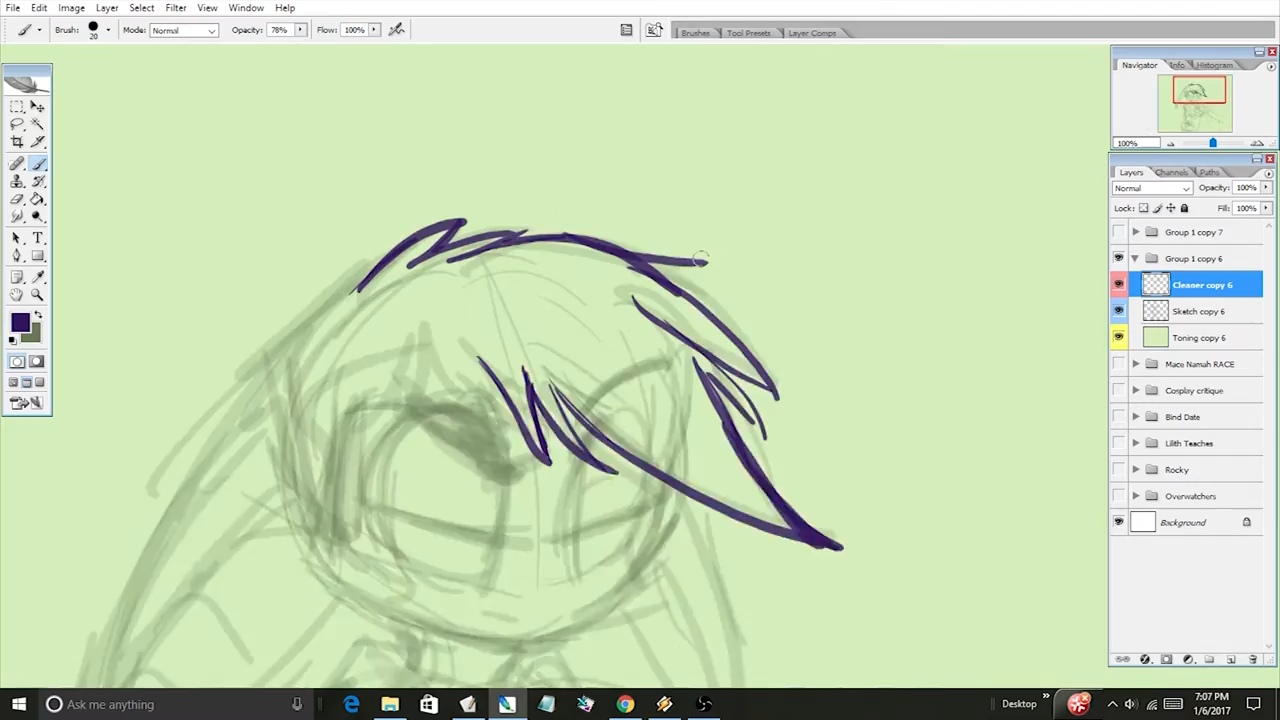 File Edit Image Layer Select Filter View Window Help
Brush: 20 Mode: Normal Opacity: 78% Flow: 100%
Brushes Tool Presets Layer Comps
Navigator Info Histogram
100%
Layers Channels Paths
Normal Opacity: 100%
Lock: Fill: 100%
Group 1 copy 7
Group 1 copy 6
Cleaner copy 6
Sketch copy 6
Toning copy 6
Mace Namah RACE
Cosplay critique
Bind Date
Lilith Teaches
Rocky
Overwatchers
Background
Ask me anything
Desktop
7:07 PM
1/6/2017